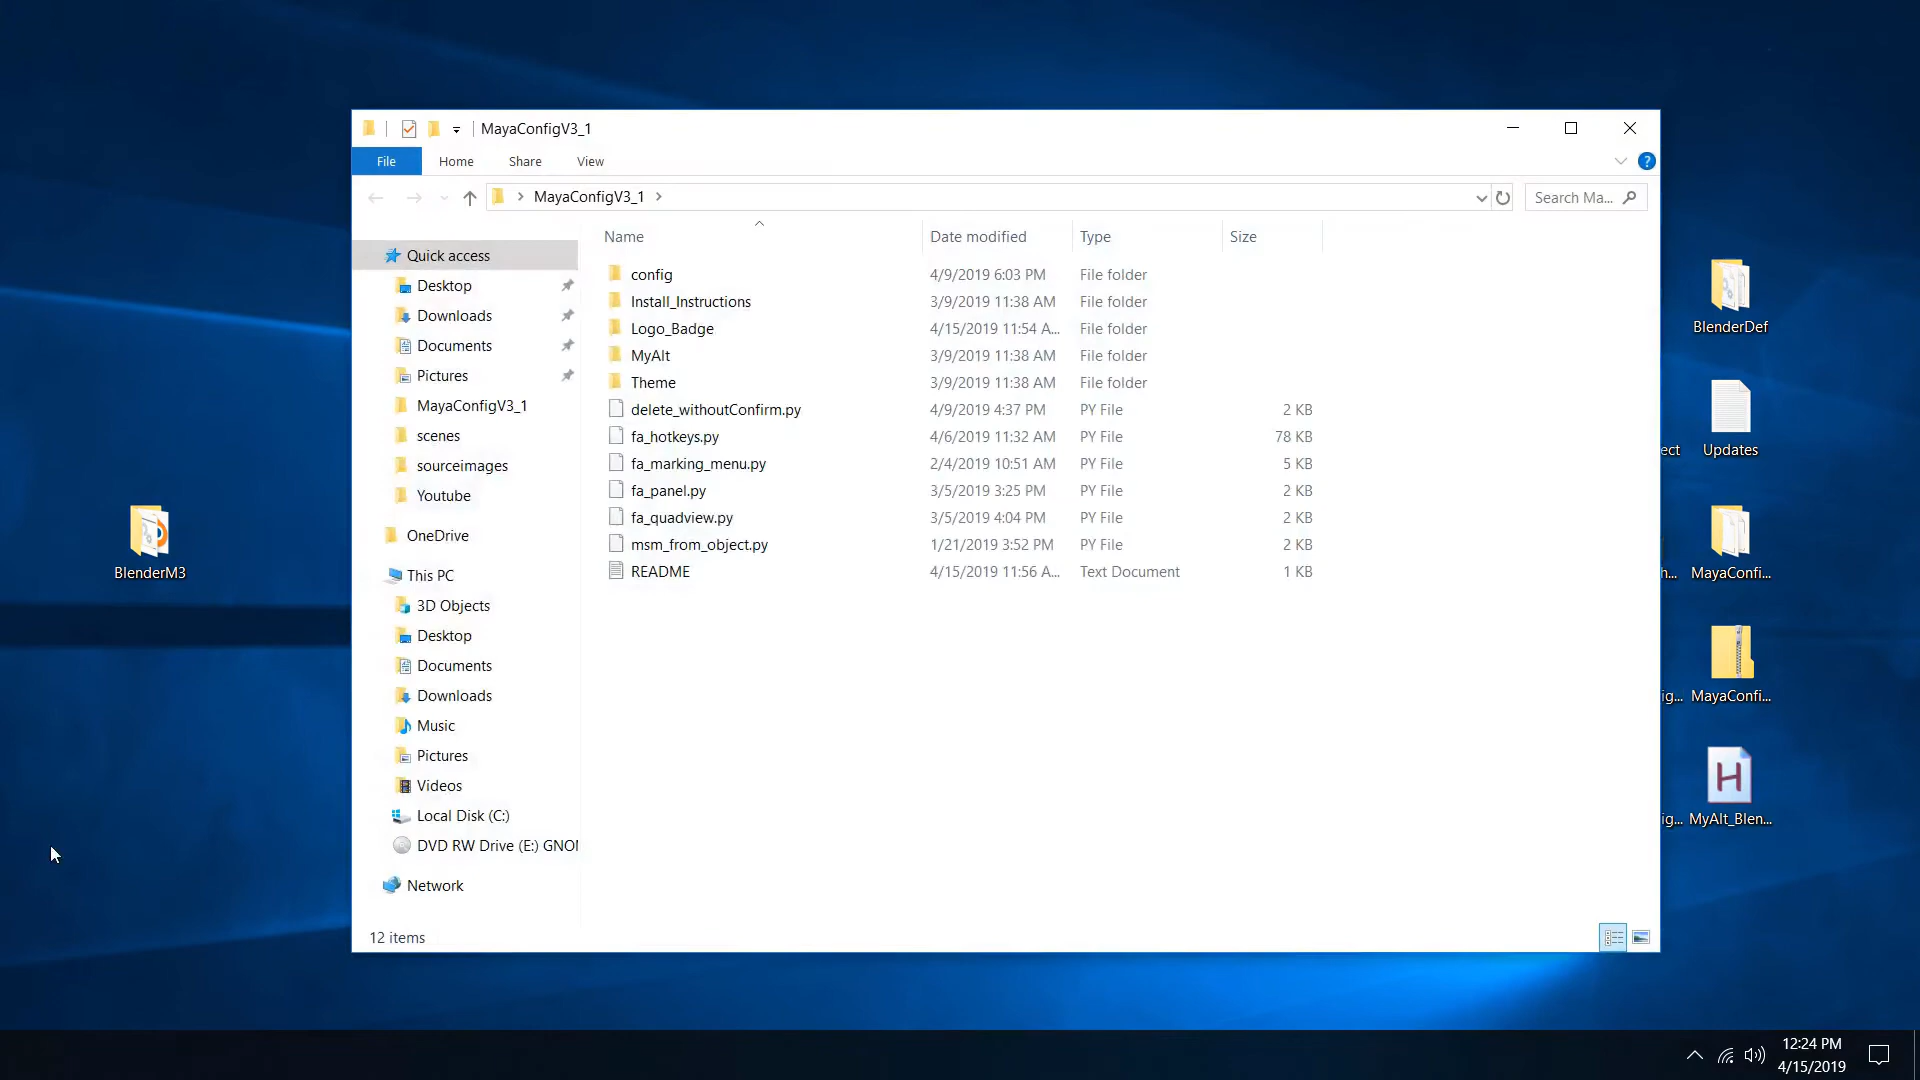 MayaConfigV3_1
File
Home
Share
View
?
MayaConfigV3_1
Search Ma...
Name
Date modified
Type
Size
Quick access
Desktop
Downloads
Documents
Pictures
MayaConfigV3_1
scenes
sourceimages
Youtube
OneDrive
This PC
3D Objects
Desktop
Documents
Downloads
Music
Pictures
Videos
Local Disk (C:)
DVD RW Drive (E:) GNOM
Network
config 4/9/2019 6:03 PM File folder
Install_Instructions 3/9/2019 11:38 AM File folder
Logo_Badge 4/15/2019 11:54 A... File folder
MyAlt 3/9/2019 11:38 AM File folder
Theme 3/9/2019 11:38 AM File folder
delete_withoutConfirm.py 4/9/2019 4:37 PM PY File 2 KB
fa_hotkeys.py 4/6/2019 11:32 AM PY File 78 KB
fa_marking_menu.py 2/4/2019 10:51 AM PY File 5 KB
fa_panel.py 3/5/2019 3:25 PM PY File 2 KB
fa_quadview.py 3/5/2019 4:04 PM PY File 2 KB
msm_from_object.py 1/21/2019 3:52 PM PY File 2 KB
README 4/15/2019 11:56 A... Text Document 1 KB
12 items
BlenderM3
BlenderDef
ect
Updates
h...
MayaConfi...
ig...
MayaConfi...
H
ig...
MyAlt_Blen...
12:24 PM
4/15/2019